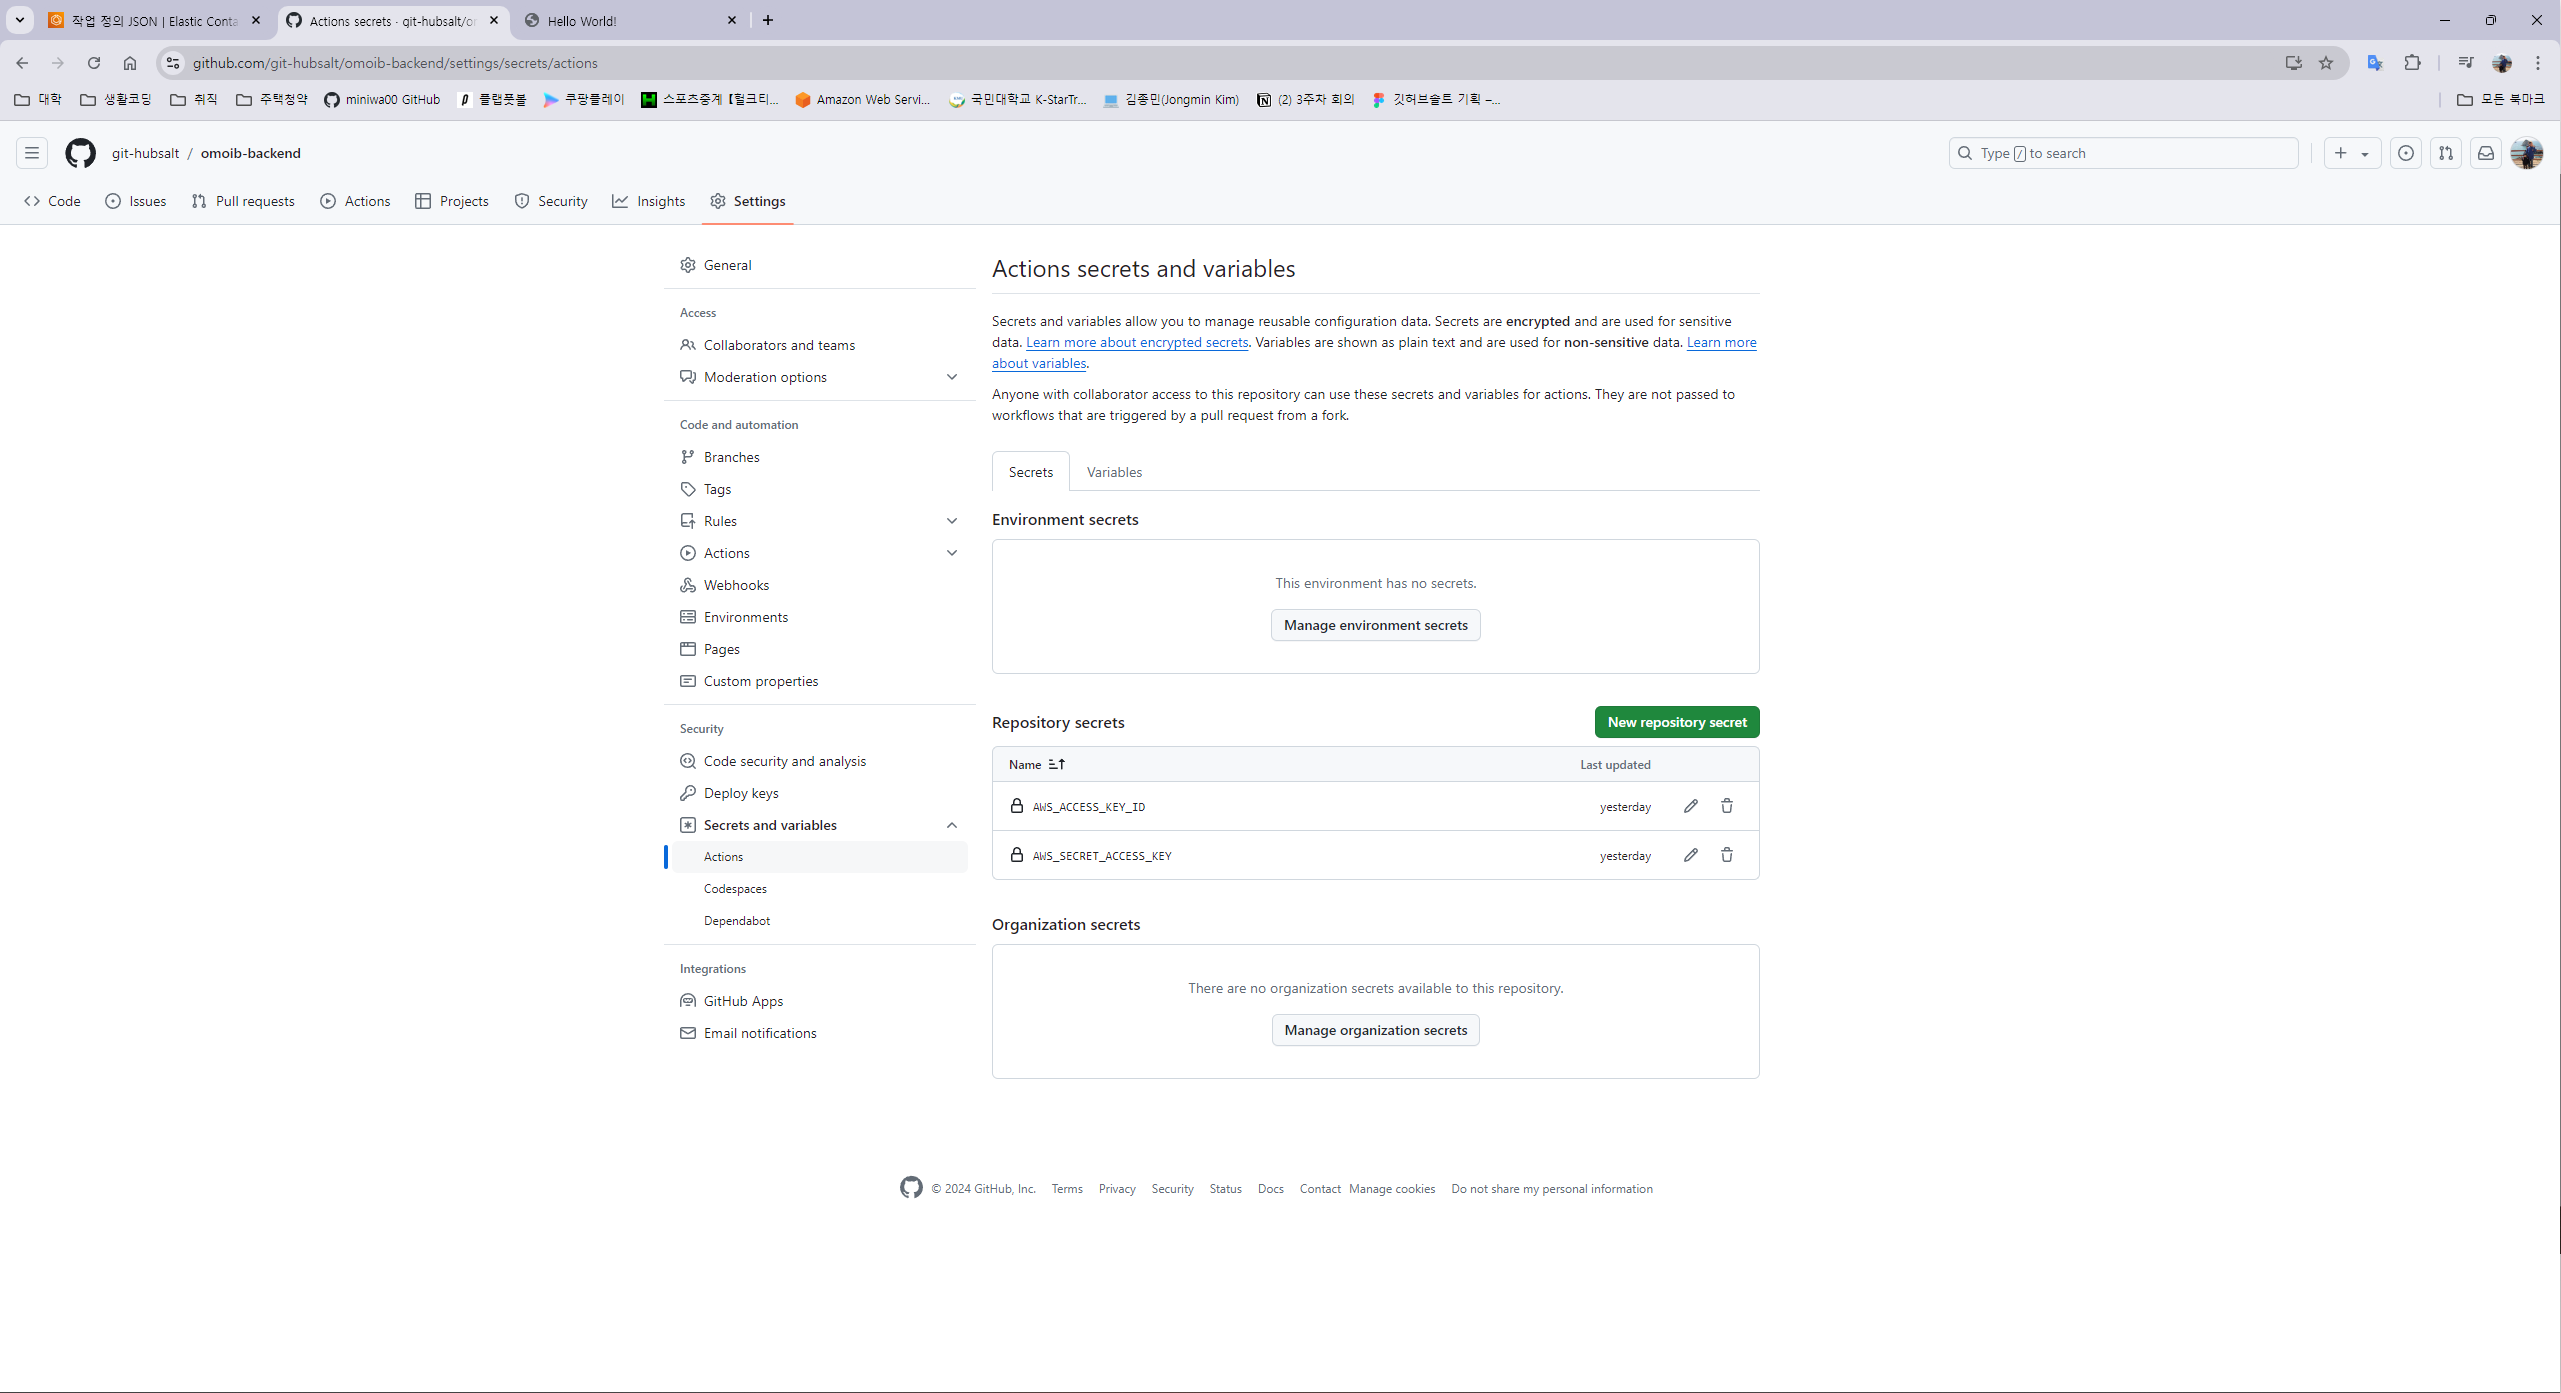 작업 정의 JSON | Elastic Conta
Actions secrets · git-hubsalt/o
Hello World!
github.com/git-hubsalt/omoib-backend/settings/secrets/actions
대학
생활코딩
취직
주택청약
miniwa00 GitHub
플랩풋볼
쿠팡플레이
스포츠중계【헐크티...
Amazon Web Servi...
국민대학교 K-StarTr...
김종민(Jongmin Kim)
(2) 3주차 회의
깃허브솔트 기획 –...
모든 북마크
git-hubsalt / omoib-backend
Type / to search
Code
Issues
Pull requests
Actions
Projects
Security
Insights
Settings
General
Access
Collaborators and teams
Moderation options
Code and automation
Branches
Tags
Rules
Actions
Webhooks
Environments
Pages
Custom properties
Security
Code security and analysis
Deploy keys
Secrets and variables
Actions
Codespaces
Dependabot
Integrations
GitHub Apps
Email notifications
Actions secrets and variables
Secrets and variables allow you to manage reusable configuration data. Secrets are encrypted and are used for sensitive
data. Learn more about encrypted secrets. Variables are shown as plain text and are used for non-sensitive data. Learn more
about variables.
Anyone with collaborator access to this repository can use these secrets and variables for actions. They are not passed to
workflows that are triggered by a pull request from a fork.
Secrets
Variables
Environment secrets
This environment has no secrets.
Manage environment secrets
Repository secrets
New repository secret
Name
Last updated
AWS_ACCESS_KEY_ID
yesterday
AWS_SECRET_ACCESS_KEY
yesterday
Organization secrets
There are no organization secrets available to this repository.
Manage organization secrets
© 2024 GitHub, Inc.
Terms
Privacy
Security
Status
Docs
Contact
Manage cookies
Do not share my personal information